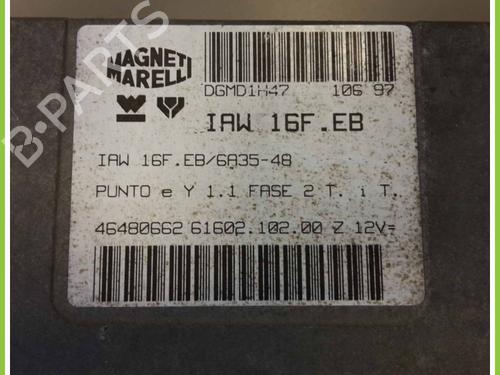 MAGNETI
MARELLI
DGMD1H47 106 97
IAW 16F.EB
IAW 16F.EB/6A35-48
PUNTO e Y 1.1 FASE 2 T. i T.
46480662 61602.102.00 Z 12V=
B-PARTS